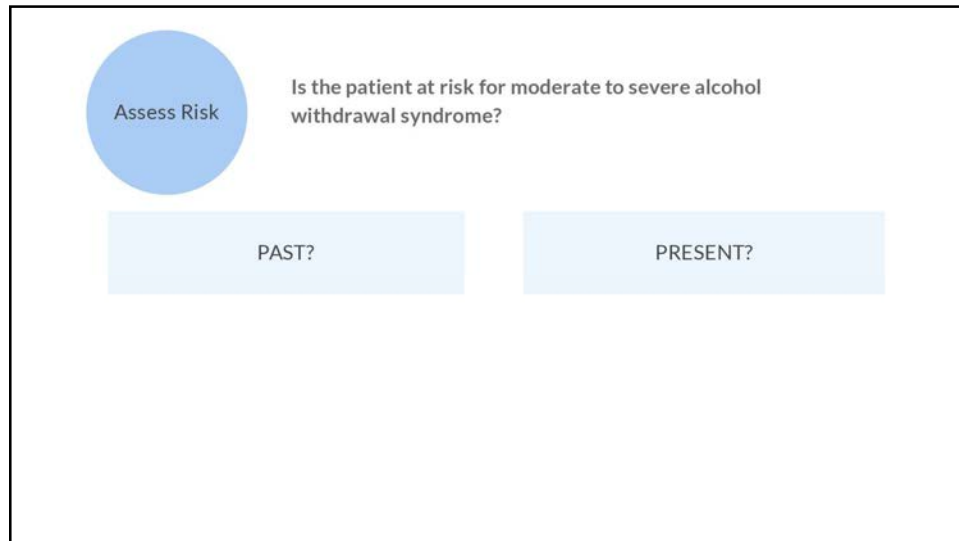 Assess Risk
Is the patient at risk for moderate to severe alcohol
withdrawal syndrome?
PAST?
PRESENT?